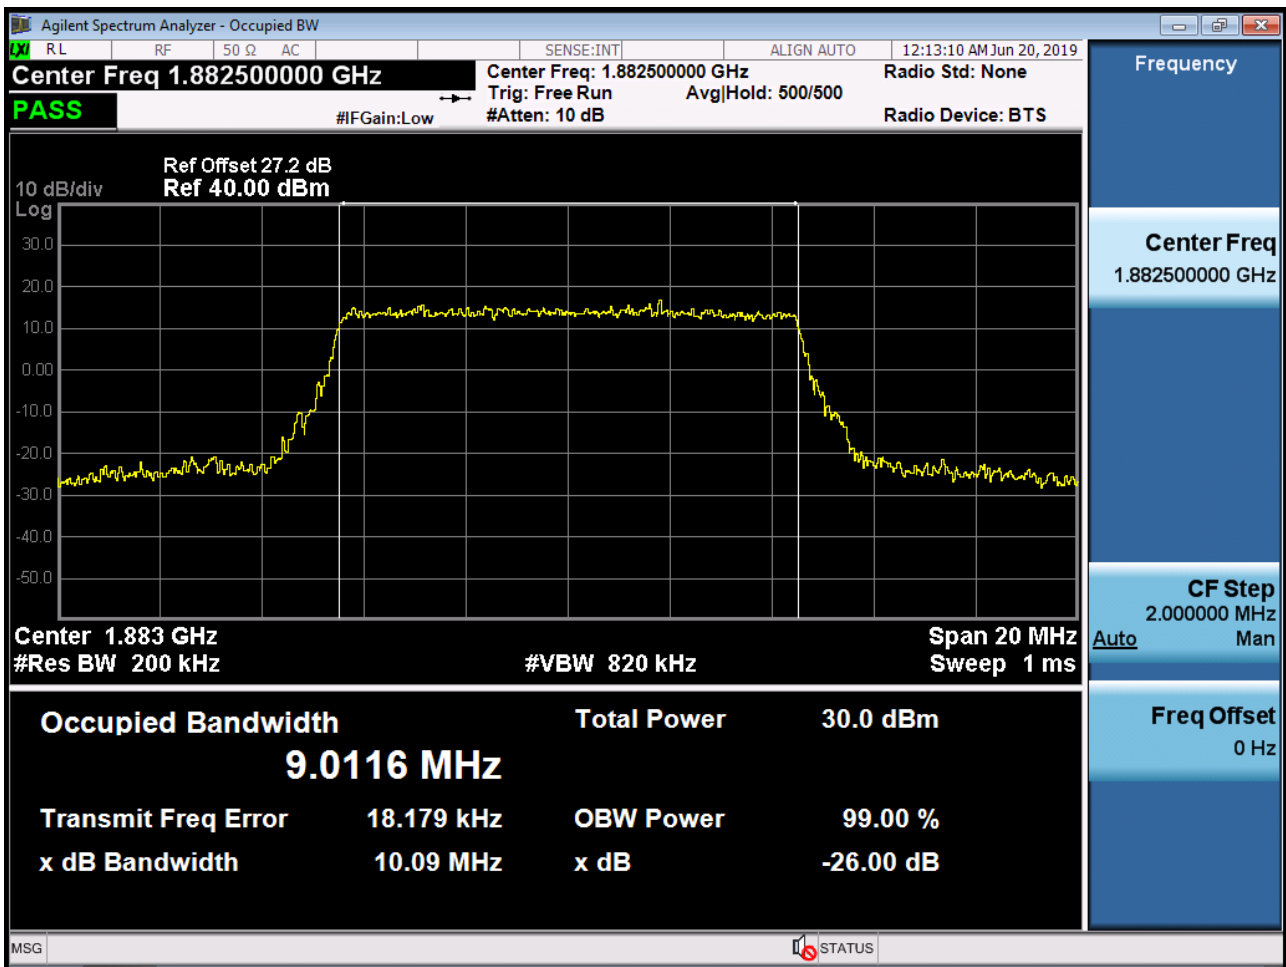 Agilent Spectrum Analyzer - Occupied BW
LXI RL RF 50 Ω AC SENSE:INT ALIGN AUTO 12:13:10 AM Jun 20, 2019
Center Freq 1.882500000 GHz
PASS
#IFGain:Low
Center Freq: 1.882500000 GHz
Trig: Free Run Avg|Hold: 500/500
#Atten: 10 dB
Radio Std: None
Radio Device: BTS
Ref Offset 27.2 dB
10 dB/div Ref 40.00 dBm
Log
30.0
20.0
10.0
0.00
-10.0
-20.0
-30.0
-40.0
-50.0
Center 1.883 GHz Span 20 MHz
#Res BW 200 kHz #VBW 820 kHz Sweep 1 ms
Occupied Bandwidth Total Power 30.0 dBm
9.0116 MHz
Transmit Freq Error 18.179 kHz OBW Power 99.00 %
x dB Bandwidth 10.09 MHz x dB -26.00 dB
Frequency
Center Freq
1.882500000 GHz
CF Step
2.000000 MHz
Auto Man
Freq Offset
0 Hz
MSG STATUS